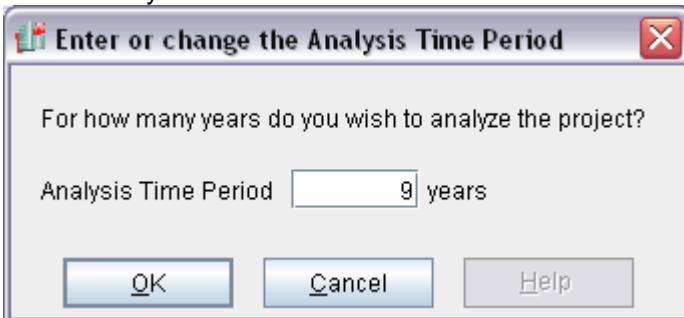 Enter or change the Analysis Time Period
For how many years do you wish to analyze the project?
Analysis Time Period 9 years
OK Cancel Help